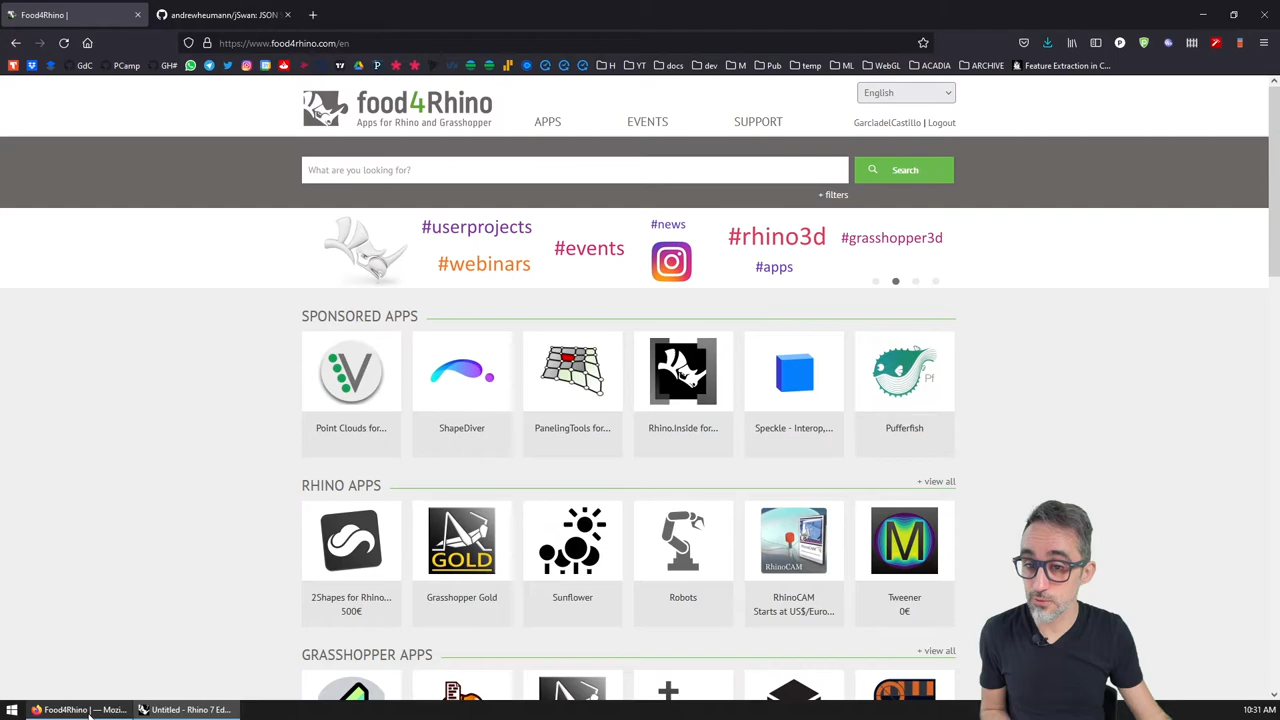 Food4Rhino |
andrewheumann/jSwan: JSON
https://www.food4rhino.com/en
GdC
PCamp
GH#
H
YT
docs
dev
M
Pub
temp
ML
WebGL
ACADIA
ARCHIVE
Feature Extraction in C...
food4Rhino
Apps for Rhino and Grasshopper
APPS
EVENTS
SUPPORT
English
GarciadelCastillo | Logout
What are you looking for?
Search
+ filters
#userprojects
#webinars
#events
#news
#rhino3d
#apps
#grasshopper3d
SPONSORED APPS
V
Pf
Point Clouds for...
ShapeDiver
PanelingTools for...
Rhino.Inside for...
Speckle - Interop,...
Pufferfish
RHINO APPS
+ view all
GOLD
RhinoCAM
M
2Shapes for Rhino...
500€
Grasshopper Gold
Sunflower
Robots
RhinoCAM
Starts at US$/Euro...
Tweener
0€
GRASSHOPPER APPS
+ view all
Food4Rhino | — Mozi...
Untitled - Rhino 7 Ed...
10:31 AM